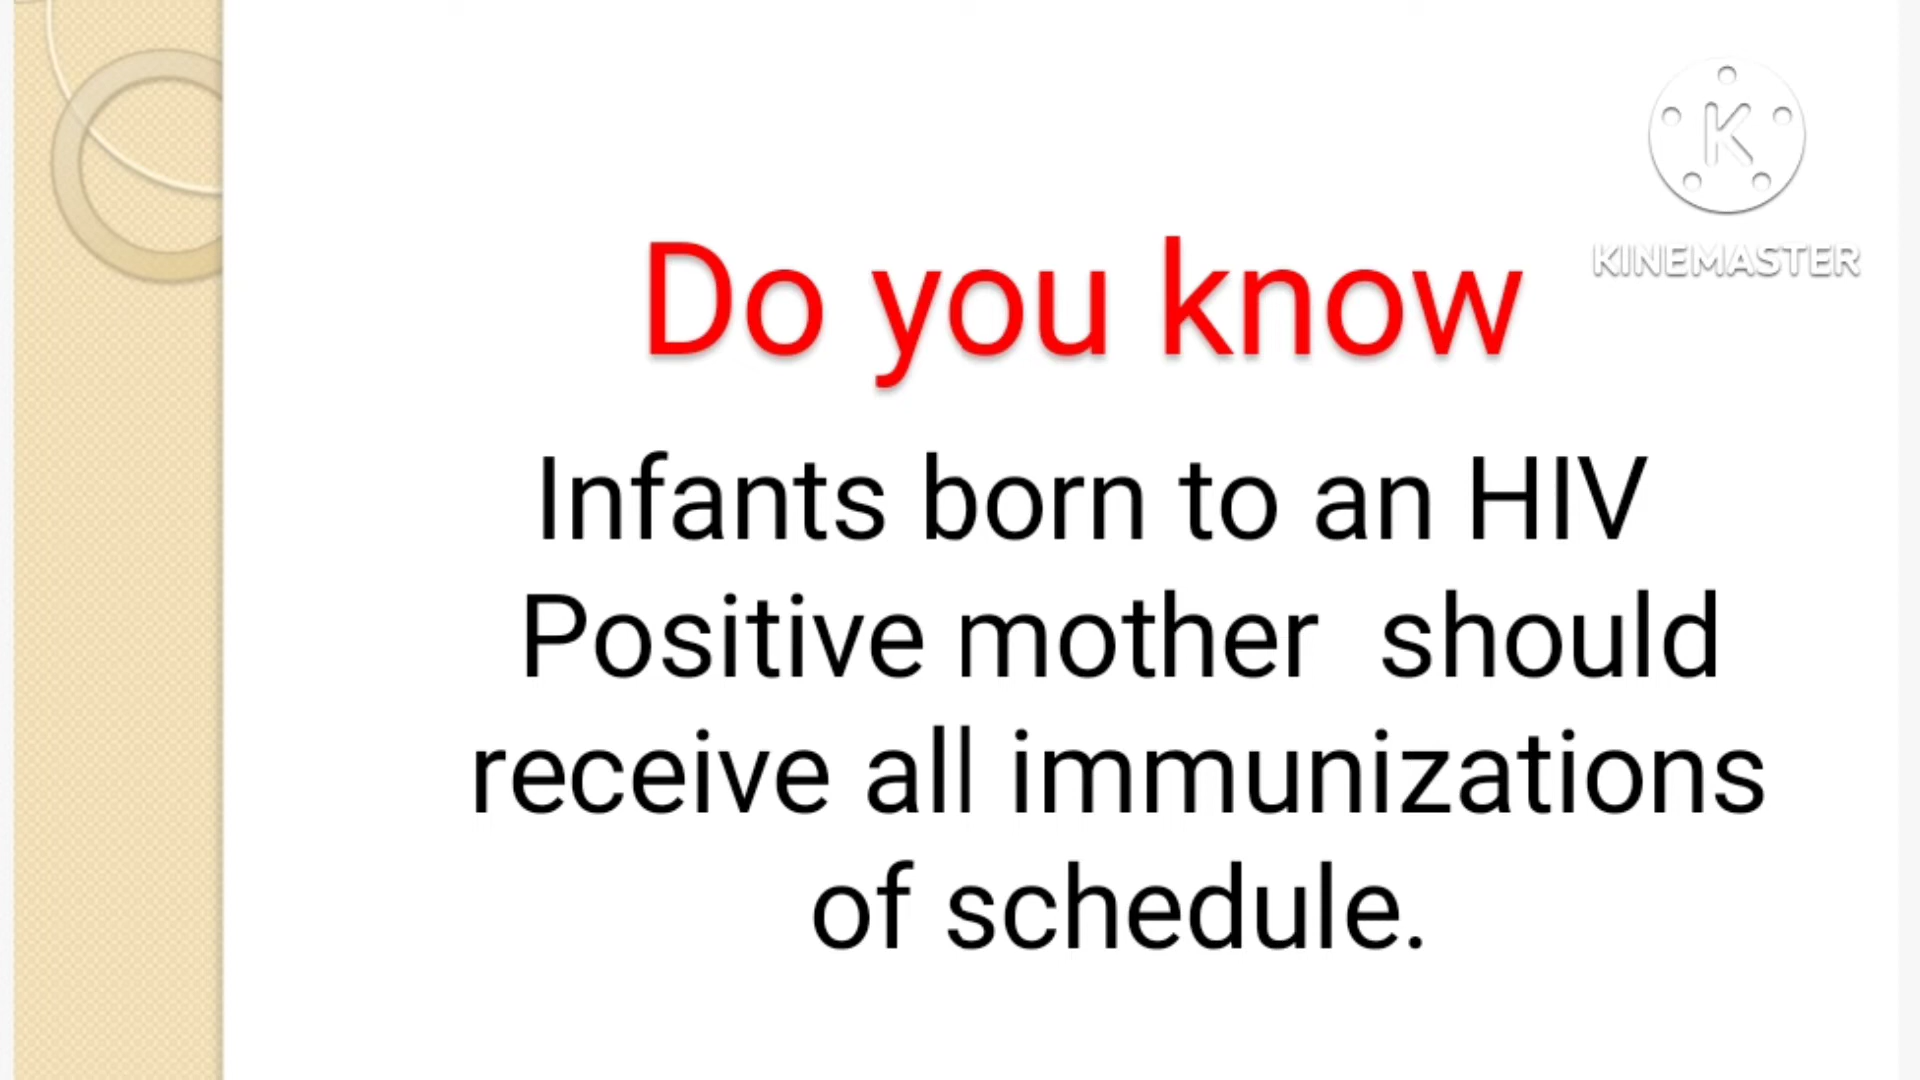 K
KINEMASTER
Do you know
Infants born to an HIV
Positive mother  should
receive all immunizations
of schedule.